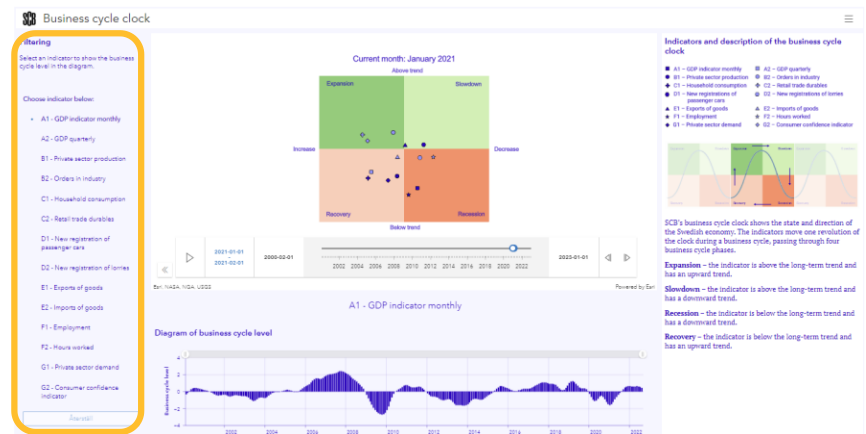 SCB Business cycle clock
Filtering
Select an indicator to show the business
cycle level in the diagram.
Choose indicator below:
A1 - GDP indicator monthly
A2 - GDP quarterly
B1 - Private sector production
B2 - Orders in industry
C1 - Household consumption
C2 - Retail trade durables
D1 - New registration of
passenger cars
D2 - New registration of lorries
E1 - Exports of goods
E2 - Imports of goods
F1 - Employment
F2 - Hours worked
G1 - Private sector demand
G2 - Consumer confidence
indicator
Återställ
Current month: January 2021
Above trend
Expansion
Slowdown
Increase
Decrease
Recovery
Recession
Below trend
2021-01-01
-
2021-02-01
2000-02-01
2002 2004 2006 2008 2010 2012 2014 2016 2018 2020 2022
2023-01-01
Esri, NASA, NGA, USGS
Powered by Esri
A1 - GDP indicator monthly
Diagram of business cycle level
Business cycle level
4
2
0
-2
-4
2002 2004 2006 2008 2010 2012 2014 2016 2018 2020 2022
Indicators and description of the business cycle
clock
A1 – GDP indicator monthly
A2 – GDP quarterly
B1 – Private sector production
B2 – Orders in industry
C1 – Household consumption
C2 – Retail trade durables
D1 – New registrations of
passenger cars
D2 – New registrations of lorries
E1 – Exports of goods
E2 – Imports of goods
F1 – Employment
F2 – Hours worked
G1 – Private sector demand
G2 – Consumer confidence indicator
Expansion
Slowdown
Recovery
Recession
SCB's business cycle clock shows the state and direction of
the Swedish economy. The indicators move one revolution of
the clock during a business cycle, passing through four
business cycle phases.
Expansion – the indicator is above the long-term trend and
has an upward trend.
Slowdown – the indicator is above the long-term trend and
has a downward trend.
Recession – the indicator is below the long-term trend and
has a downward trend.
Recovery – the indicator is below the long-term trend and
has an upward trend.